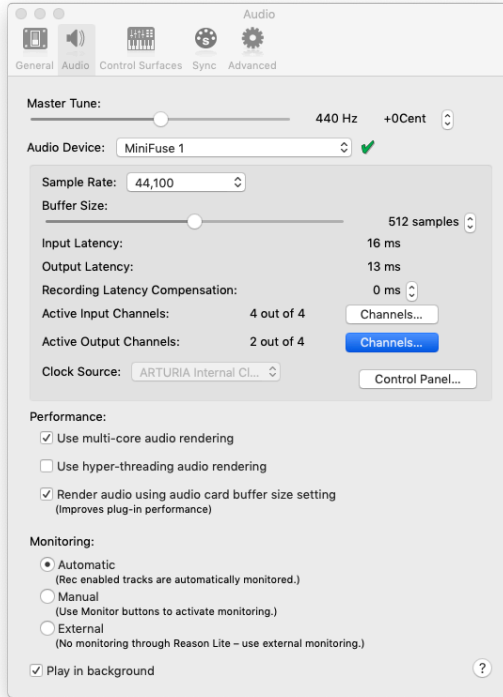 Audio
General Audio Control Surfaces Sync Advanced
Master Tune: 440 Hz +0Cent
Audio Device: MiniFuse 1
Sample Rate: 44,100
Buffer Size:
512 samples
Input Latency: 16 ms
Output Latency: 13 ms
Recording Latency Compensation: 0 ms
Active Input Channels: 4 out of 4 Channels...
Active Output Channels: 2 out of 4 Channels...
Clock Source: ARTURIA Internal Cl...
Control Panel...
Performance:
Use multi-core audio rendering
Use hyper-threading audio rendering
Render audio using audio card buffer size setting
(Improves plug-in performance)
Monitoring:
Automatic
(Rec enabled tracks are automatically monitored.)
Manual
(Use Monitor buttons to activate monitoring.)
External
(No monitoring through Reason Lite – use external monitoring.)
Play in background ?